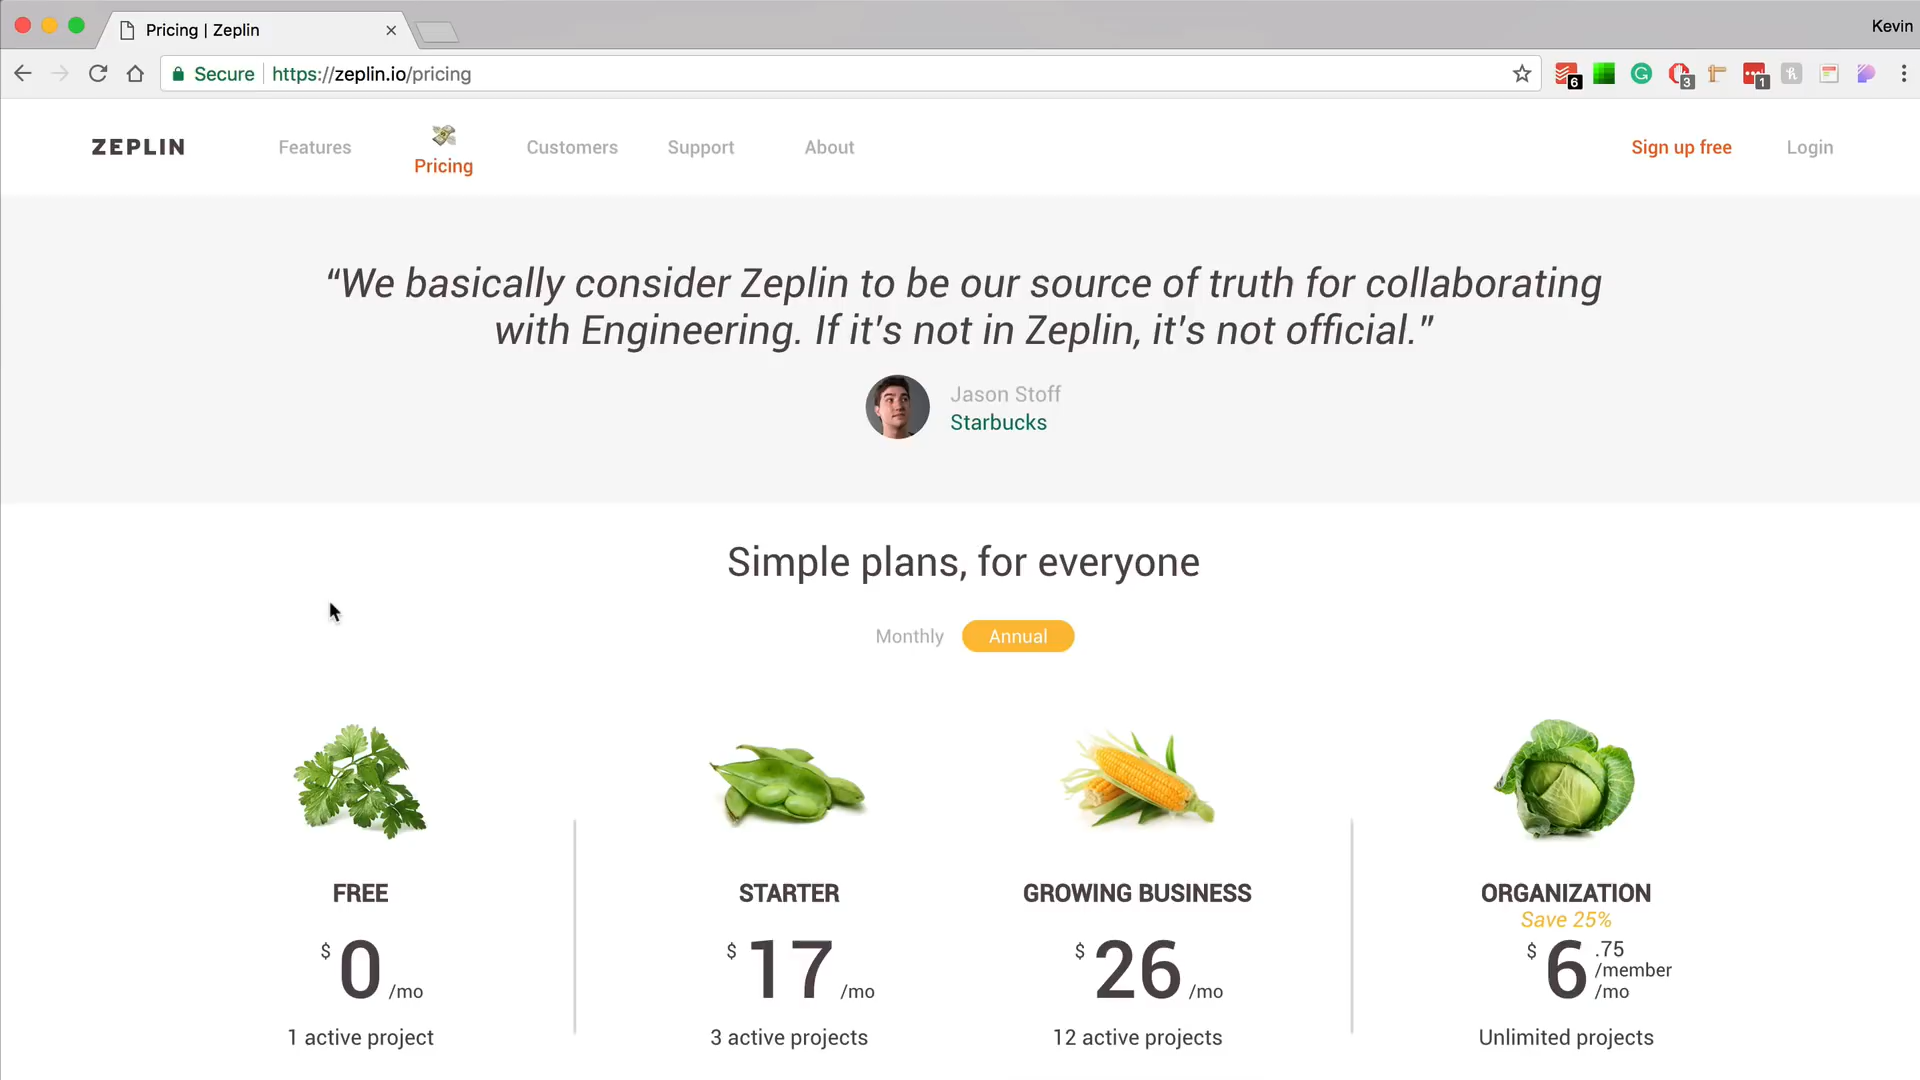 Pricing | Zeplin
Kevin
Secure
https://zeplin.io/pricing
6
3
1
ZEPLIN
Features
Pricing
Customers
Support
About
Sign up free
Login
“We basically consider Zeplin to be our source of truth for collaborating
with Engineering. If it's not in Zeplin, it's not official.”
Jason Stoff
Starbucks
Simple plans, for everyone
Monthly
Annual
FREE
$0/mo
1 active project
STARTER
$17/mo
3 active projects
GROWING BUSINESS
$26/mo
12 active projects
ORGANIZATION
Save 25%
$6.75
/member
/mo
Unlimited projects